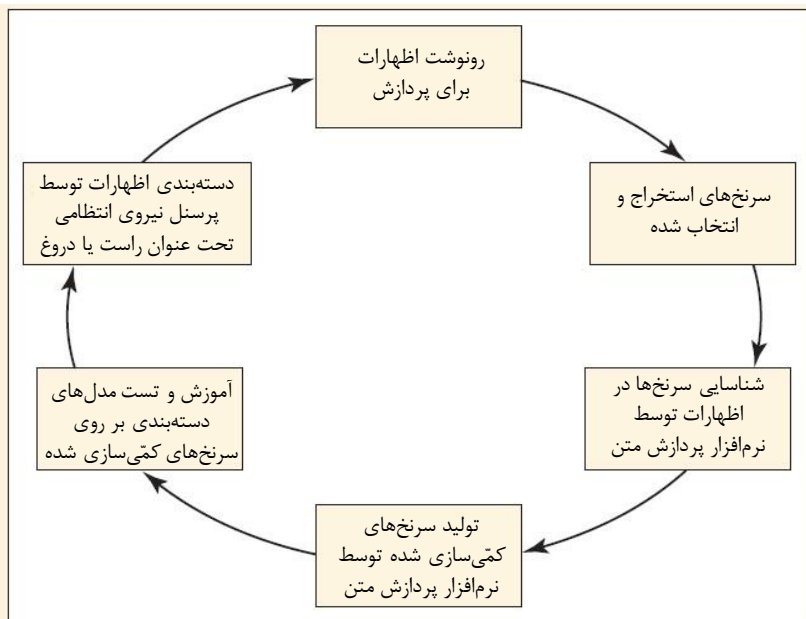 رونوشت اظهارات
برای پردازش
سرنخ‌های استخراج و
انتخاب شده
شناسایی سرنخ‌ها در
اظهارات توسط
نرم‌افزار پردازش متن
تولید سرنخ‌های
کمّی‌سازی شده توسط
نرم‌افزار پردازش متن
آموزش و تست مدل‌های
دسته‌بندی بر روی
سرنخ‌های کمّی‌سازی شده
دسته‌بندی اظهارات توسط
پرسنل نیروی انتظامی
تحت عنوان راست یا دروغ